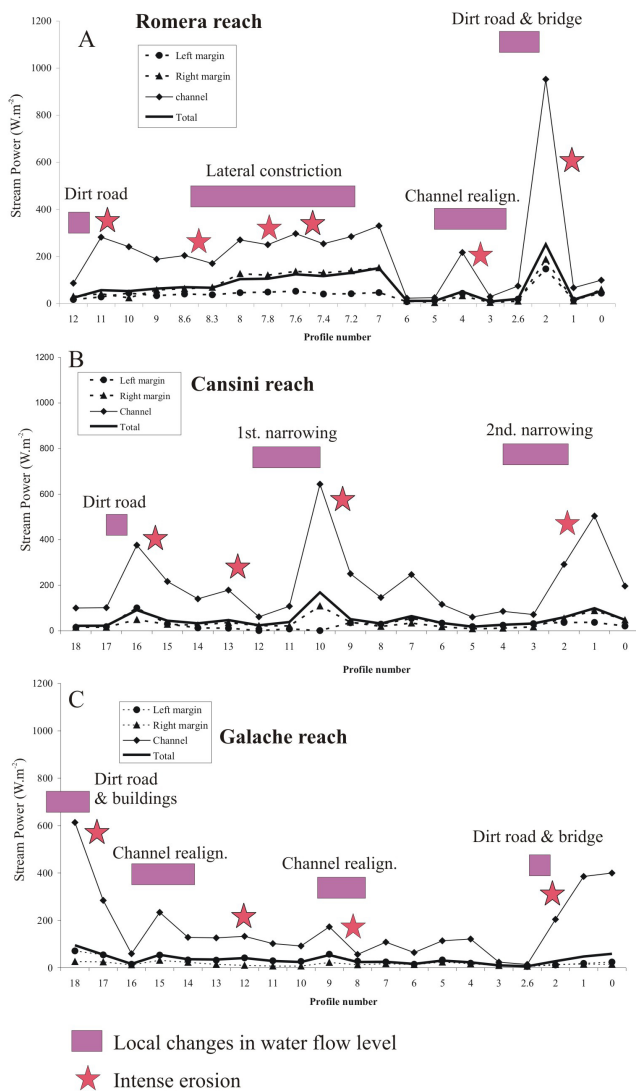 Romera reach
A
Dirt road & bridge
1200
1000
800
600
400
200
0
Stream Power (W.m-2)
Left margin
Right margin
channel
Total
Dirt road
Lateral constriction
Channel realign.
12 11 10 9 8.6 8.3 8 7.8 7.6 7.4 7.2 7 6 5 4 3 2.6 2 1 0
Profile number
B
Cansini reach
1200
1000
800
600
400
200
0
Stream Power (W.m-2)
Left margin
Right margin
Channel
Total
1st. narrowing
2nd. narrowing
Dirt road
18 17 16 15 14 13 12 11 10 9 8 7 6 5 4 3 2 1 0
Profile number
C
Galache reach
1200
1000
800
600
400
200
0
Stream Power (W.m-2)
Left margin
Right margin
Channel
Total
Dirt road
& buildings
Channel realign.
Channel realign.
Dirt road & bridge
18 17 16 15 14 13 12 11 10 9 8 7 6 5 4 3 2.6 2 1 0
Profile number
Local changes in water flow level
Intense erosion